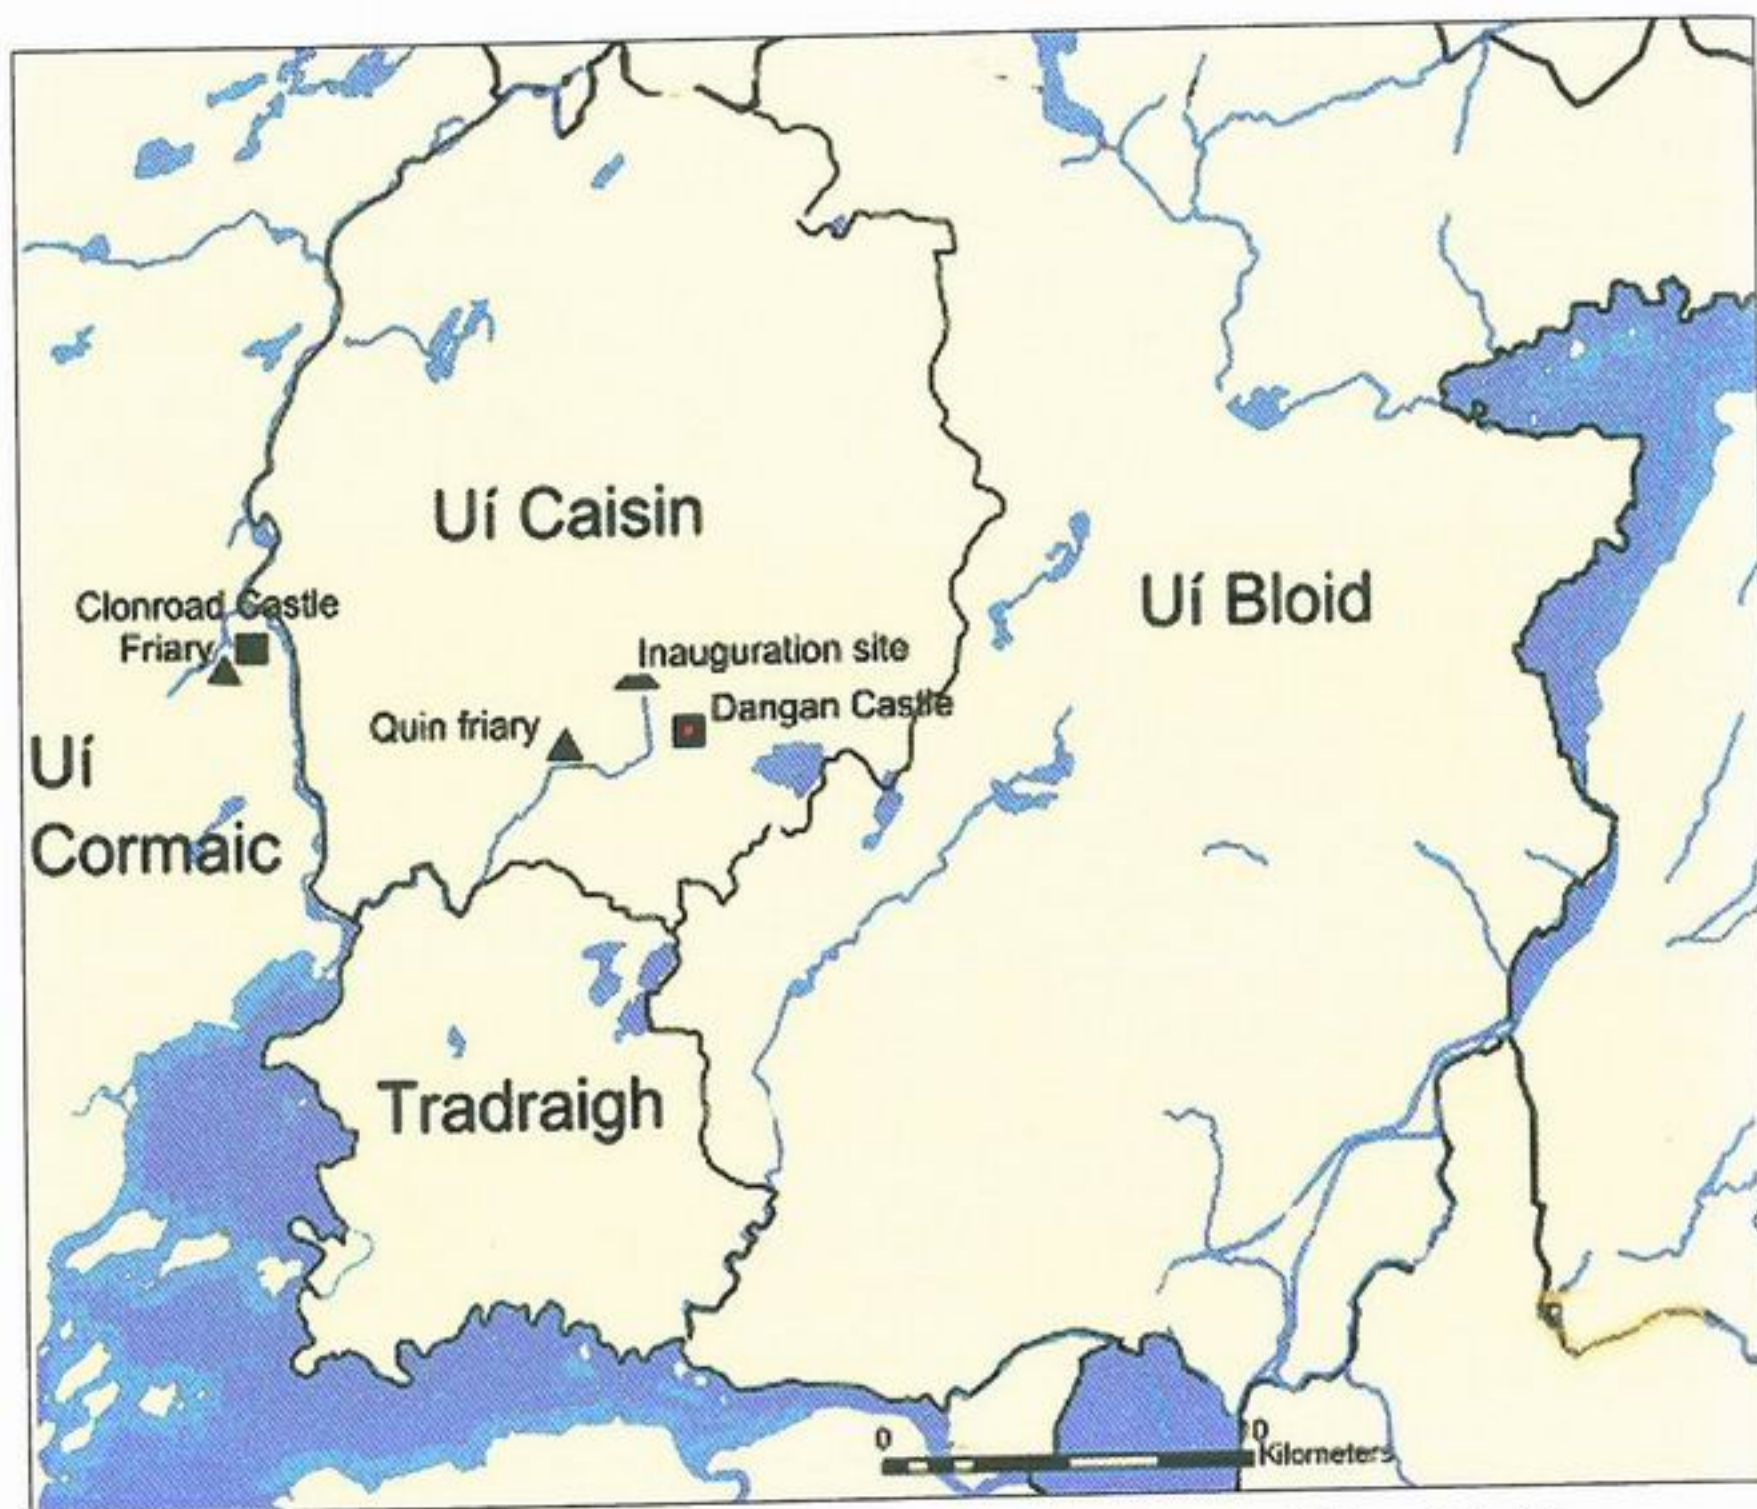 Uí Caisin
Uí Bloid
Clonroad Castle
Friary
Inauguration site
Dangan Castle
Quin friary
Uí
Cormaic
Tradraigh
0
Kilometers